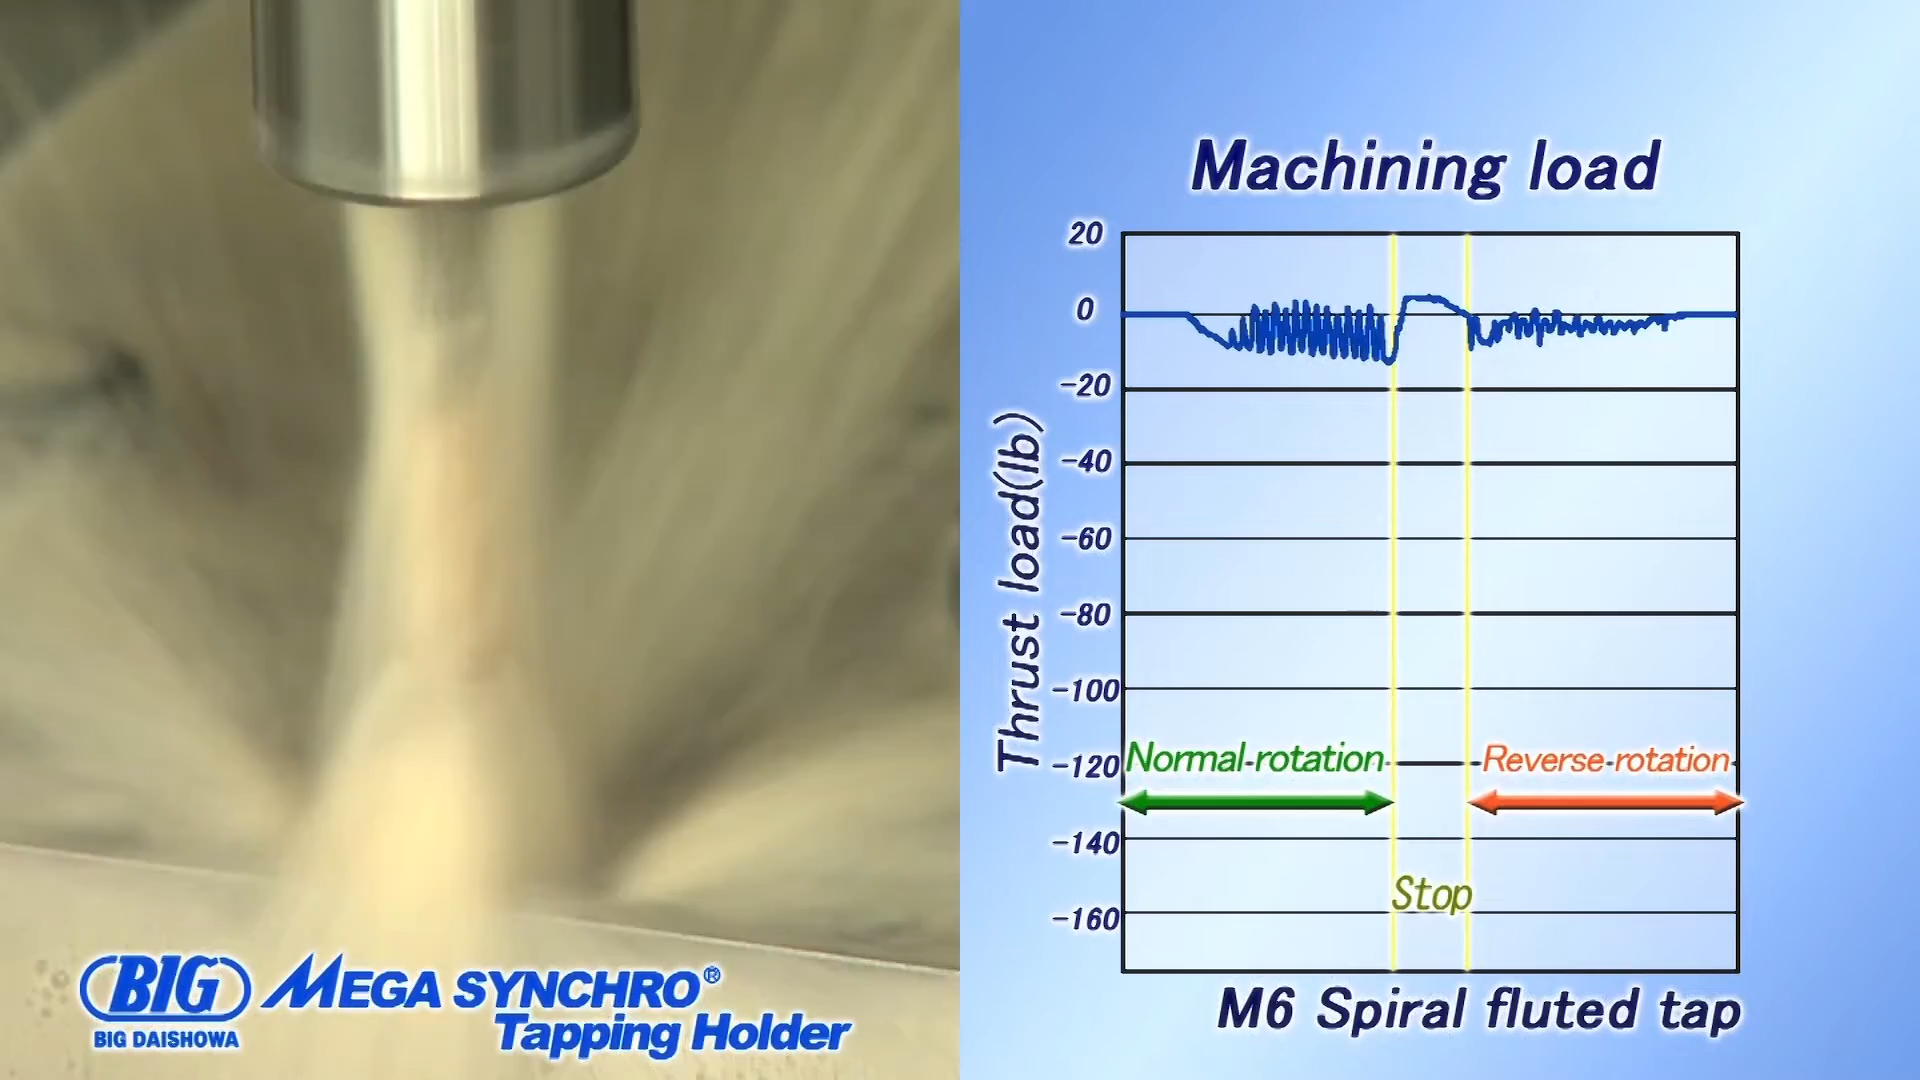 BIG
BIG DAISHOWA
MEGA SYNCHRO®
Tapping Holder
Machining load
Thrust load(lb)
20
0
-20
-40
-60
-80
-100
-120
-140
-160
Normal rotation
Reverse rotation
Stop
M6 Spiral fluted tap